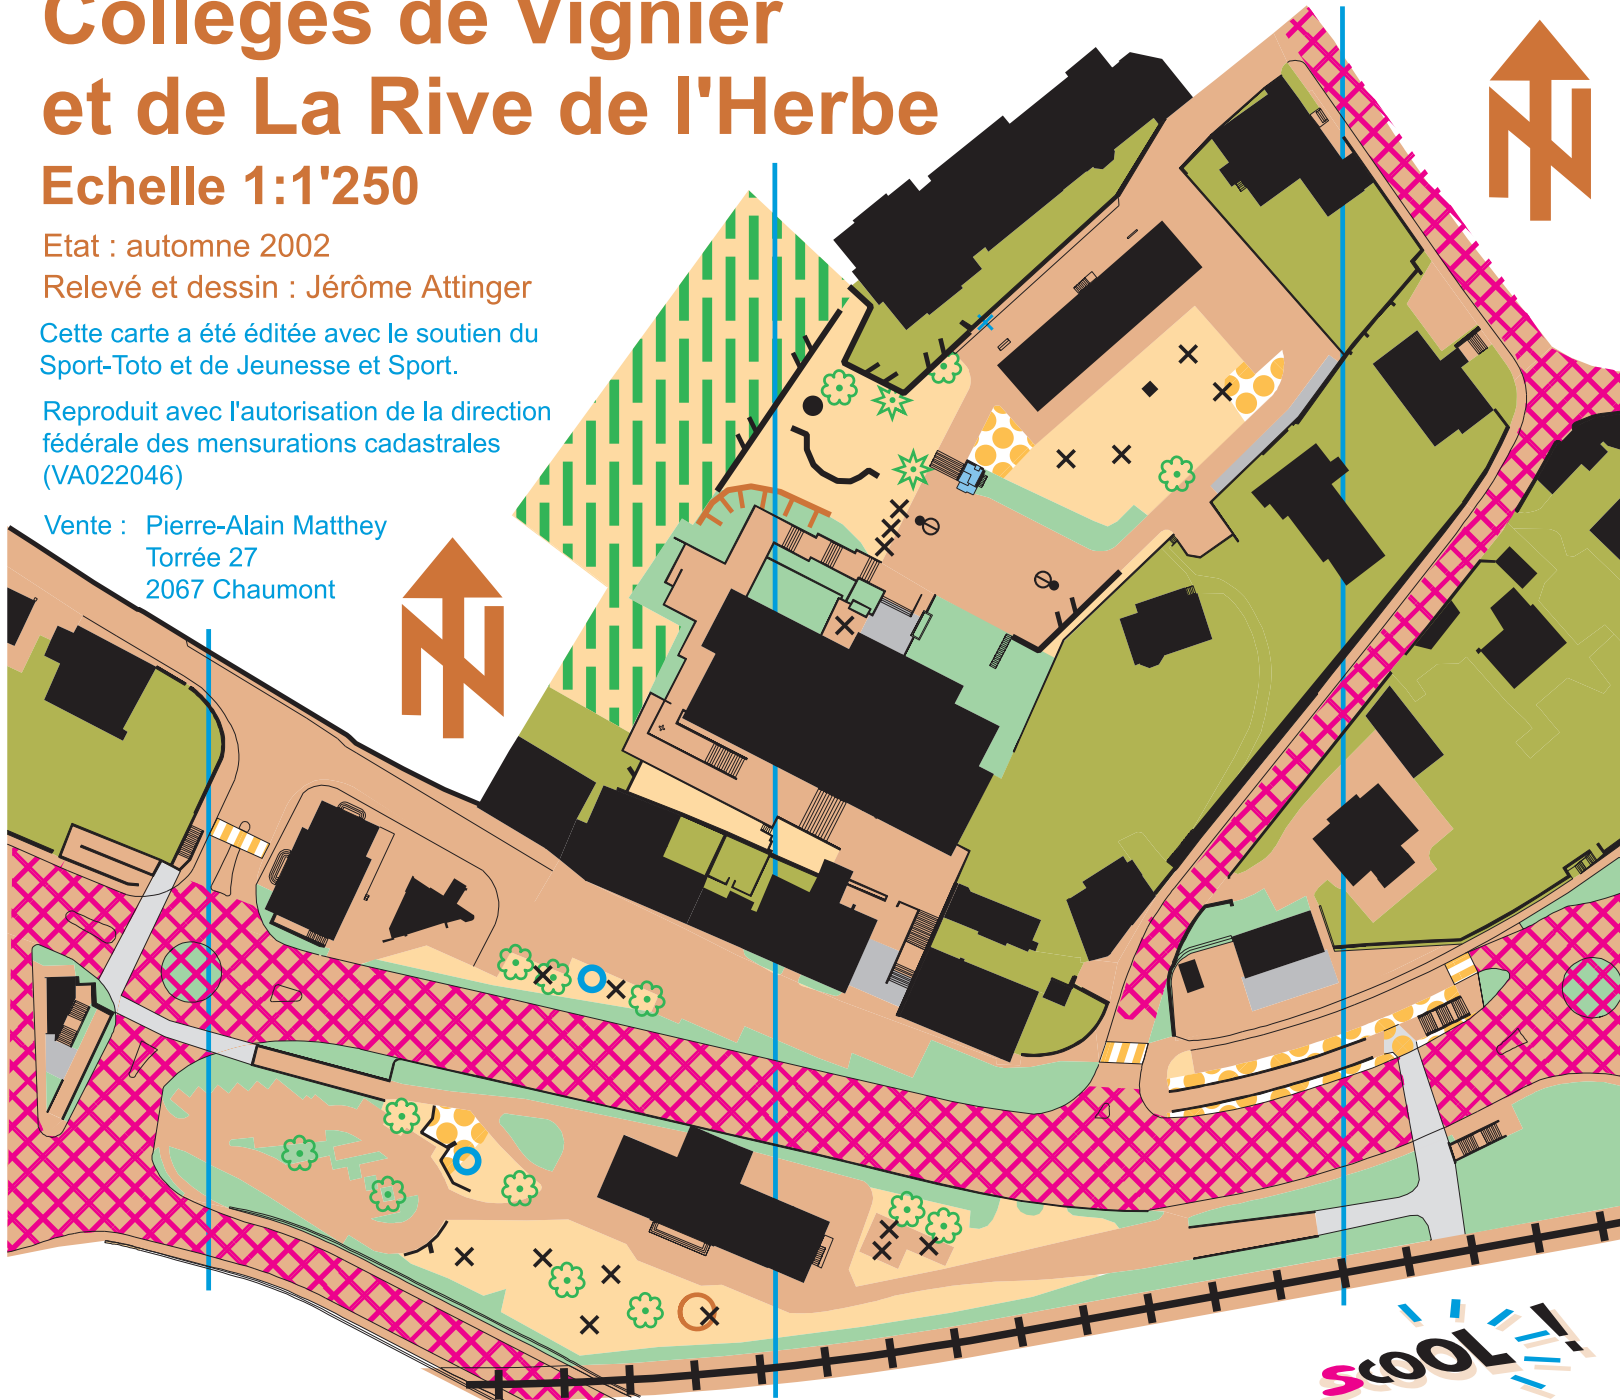 Collèges de Vignier
et de La Rive de l'Herbe
Echelle 1:1'250
Etat : automne 2002
Relevé et dessin : Jérôme Attinger
Cette carte a été éditée avec le soutien du
Sport-Toto et de Jeunesse et Sport.
Reproduit avec l'autorisation de la direction
fédérale des mensurations cadastrales
(VA022046)
Vente : Pierre-Alain Matthey
Torrée 27
2067 Chaumont
N
N
sCOOL !